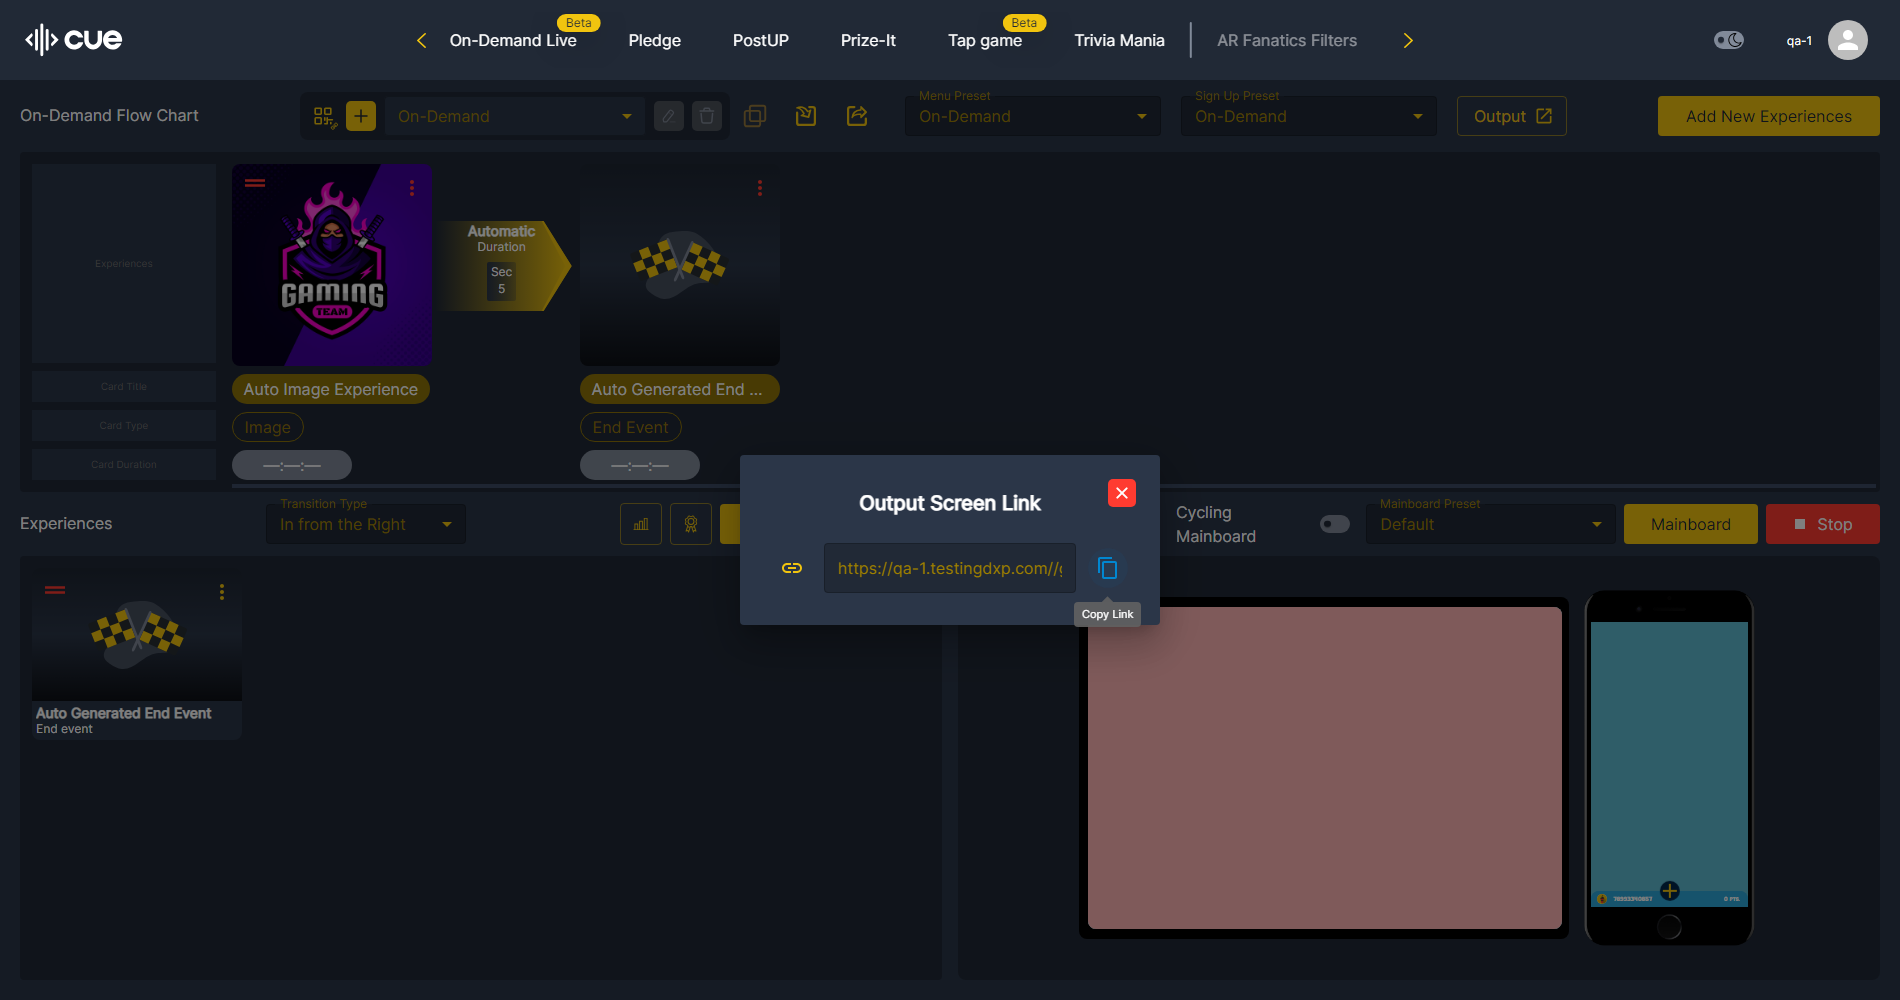 cue
On-Demand Live
Beta
Pledge
PostUP
Prize-It
Tap game
Beta
Trivia Mania
AR Fanatics Filters
qa-1
On-Demand Flow Chart
On-Demand
Menu Preset
On-Demand
Sign Up Preset
On-Demand
Output
Add New Experiences
Experiences
Card Title
Card Type
Card Duration
GAMING
TEAM
Automatic
Duration
Sec
5
Auto Image Experience
Image
—:—:—
Auto Generated End ...
End Event
—:—:—
Output Screen Link
https://qa-1.testingdxp.com//g
Copy Link
Experiences
Transition Type
In from the Right
Cycling
Mainboard
Mainboard Preset
Default
Mainboard
Stop
Auto Generated End Event
End event
0 PTS